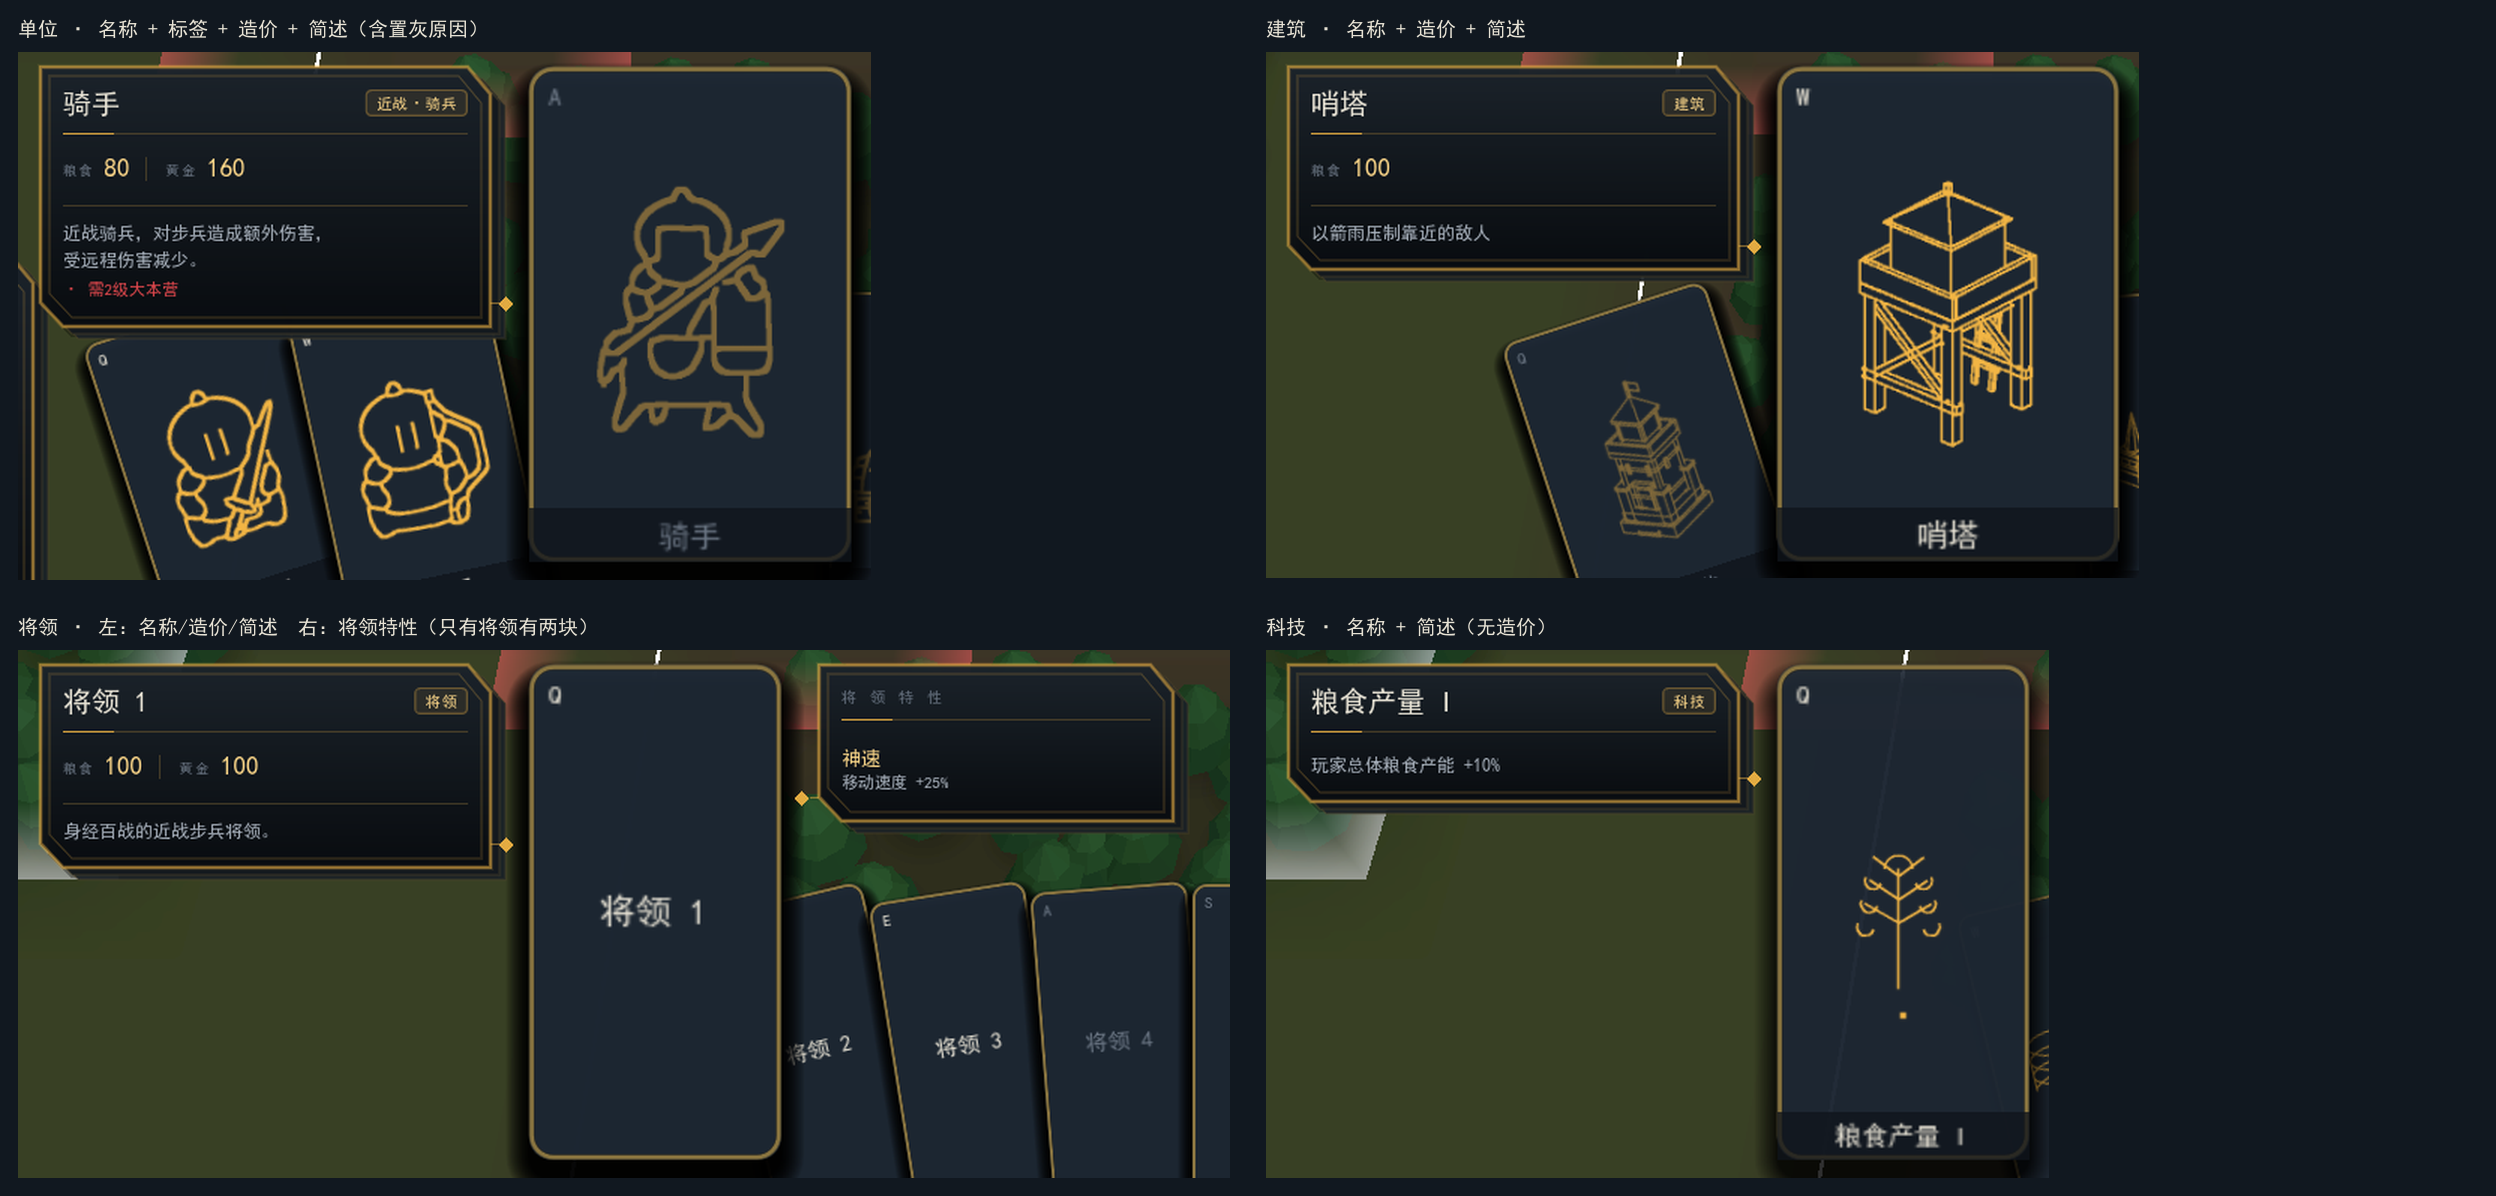 单位 · 名称 + 标签 + 造价 + 简述（含置灰原因）
骑手
近战·骑兵
粮食 80
黄金 160
近战骑兵，对步兵造成额外伤害，
受远程伤害减少。
· 需2级大本营
A
骑手
Q
W
建筑 · 名称 + 造价 + 简述
哨塔
建筑
粮食 100
以箭雨压制靠近的敌人
W
哨塔
Q
将领 · 左：名称/造价/简述 右：将领特性（只有将领有两块）
将领 1
将领
粮食 100
黄金 100
身经百战的近战步兵将领。
Q
将领 1
将领特性
神速
移动速度 +25%
将领 2
E
将领 3
A
将领 4
S
科技 · 名称 + 简述（无造价）
粮食产量 I
科技
玩家总体粮食产能 +10%
Q
粮食产量 I